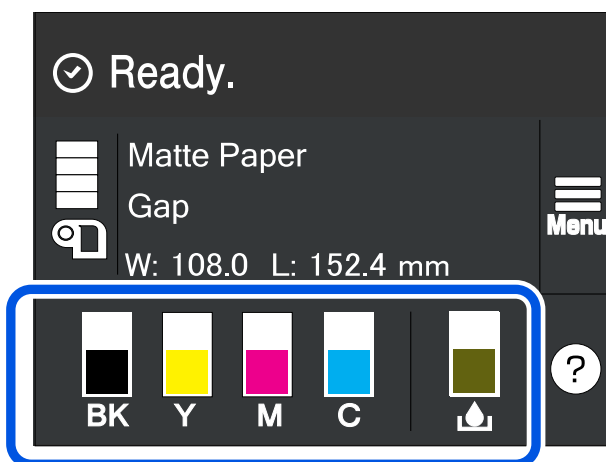 Ready.
Matte Paper
Gap
W: 108.0 L: 152.4 mm
Menu
BK Y M C
?